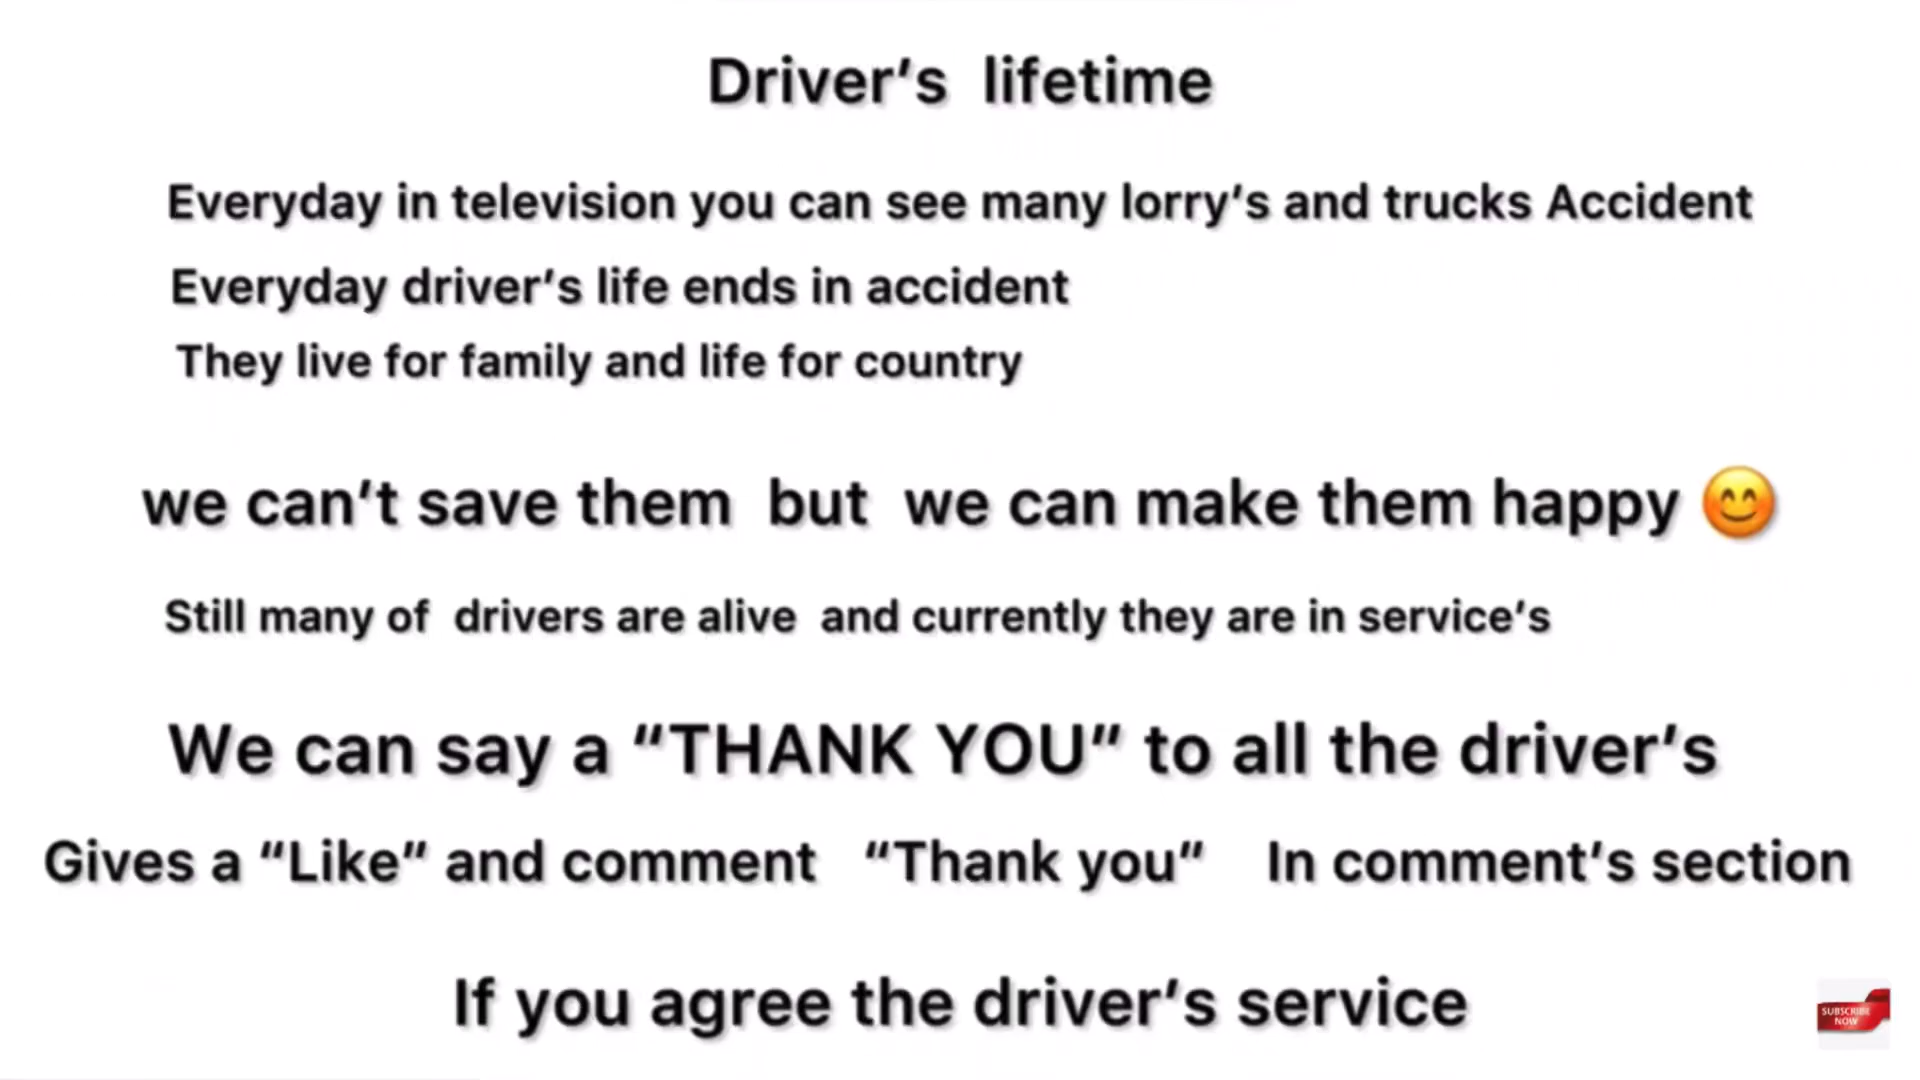 Driver’s lifetime
Everyday in television you can see many lorry’s and trucks Accident
Everyday driver’s life ends in accident
They live for family and life for country
we can’t save them but we can make them happy 😊
Still many of drivers are alive and currently they are in service’s
We can say a “THANK YOU” to all the driver’s
Gives a “Like” and comment “Thank you” In comment’s section
If you agree the driver’s service
SUBSCRIBE
NOW